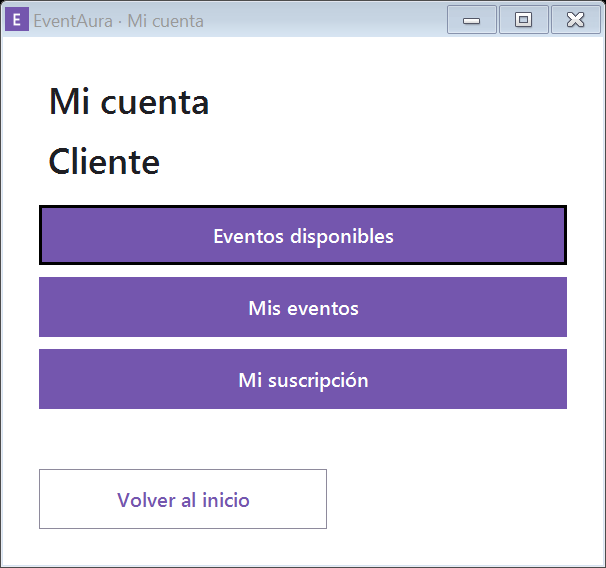 E EventAura · Mi cuenta
Mi cuenta
Cliente
Eventos disponibles
Mis eventos
Mi suscripción
Volver al inicio